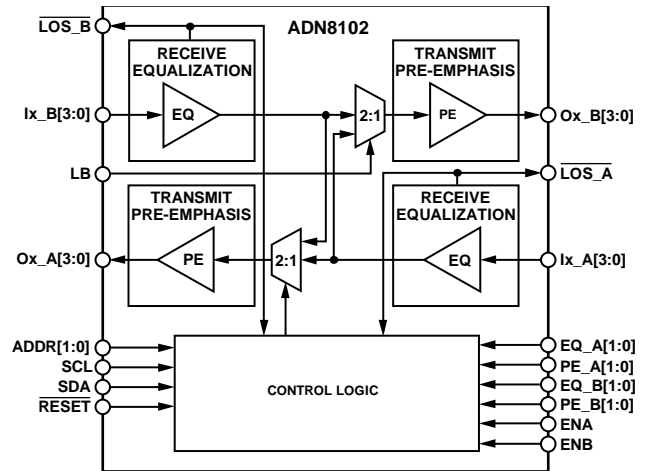 LOS_B
ADN8102
RECEIVE
EQUALIZATION
TRANSMIT
PRE-EMPHASIS
Ix_B[3:0]
EQ
2:1
PE
Ox_B[3:0]
LB
LOS_A
TRANSMIT
PRE-EMPHASIS
RECEIVE
EQUALIZATION
Ox_A[3:0]
PE
2:1
EQ
Ix_A[3:0]
ADDR[1:0]
SCL
SDA
RESET
CONTROL LOGIC
EQ_A[1:0]
PE_A[1:0]
EQ_B[1:0]
PE_B[1:0]
ENA
ENB